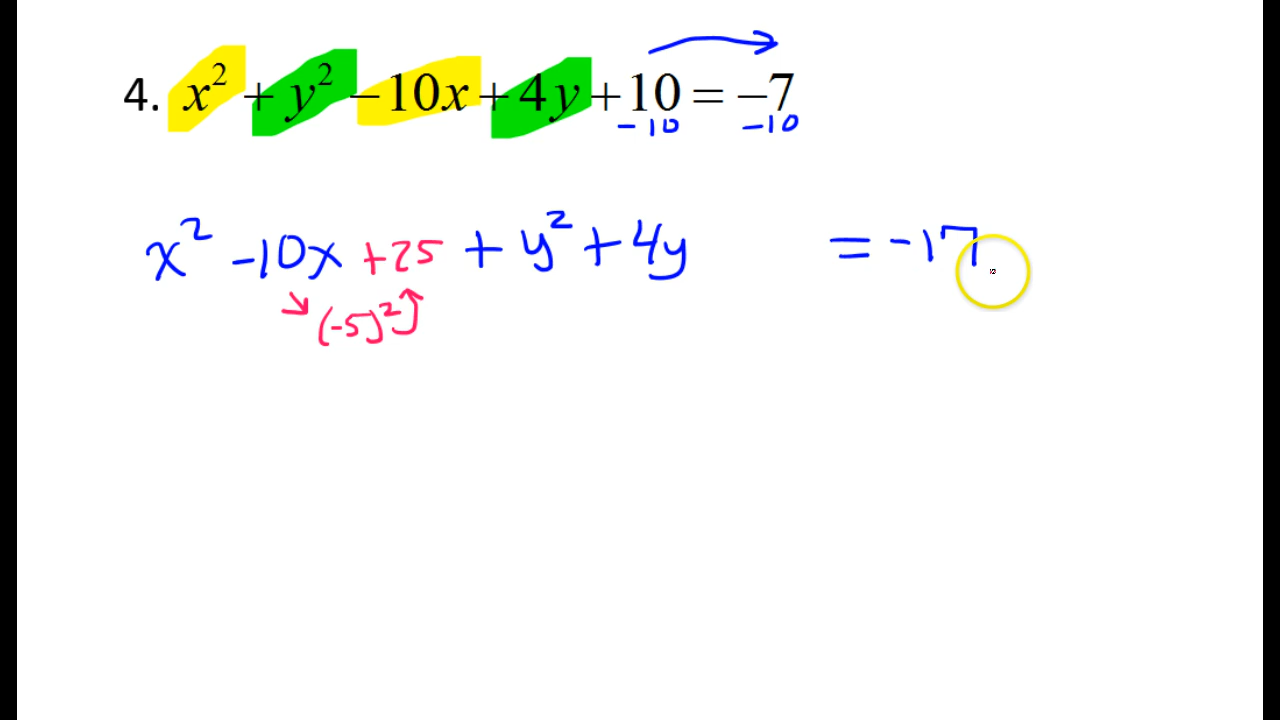 4. x² + y² − 10x + 4y + 10 = −7
−10 −10
x² − 10x + 25 + y² + 4y = −17
(−5)²